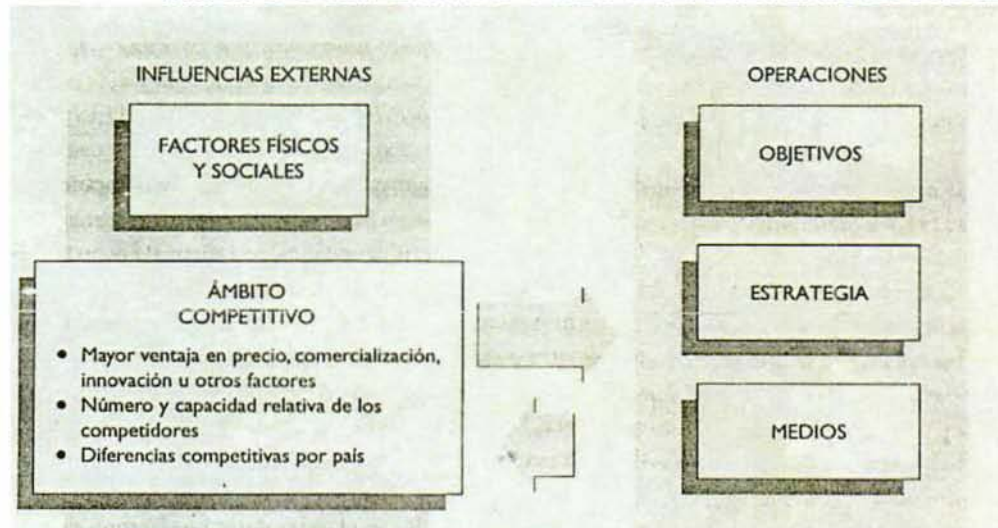 INFLUENCIAS EXTERNAS
FACTORES FÍSICOS
Y SOCIALES
ÁMBITO
COMPETITIVO
• Mayor ventaja en precio, comercialización,
innovación u otros factores
• Número y capacidad relativa de los
competidores
• Diferencias competitivas por país
OPERACIONES
OBJETIVOS
ESTRATEGIA
MEDIOS